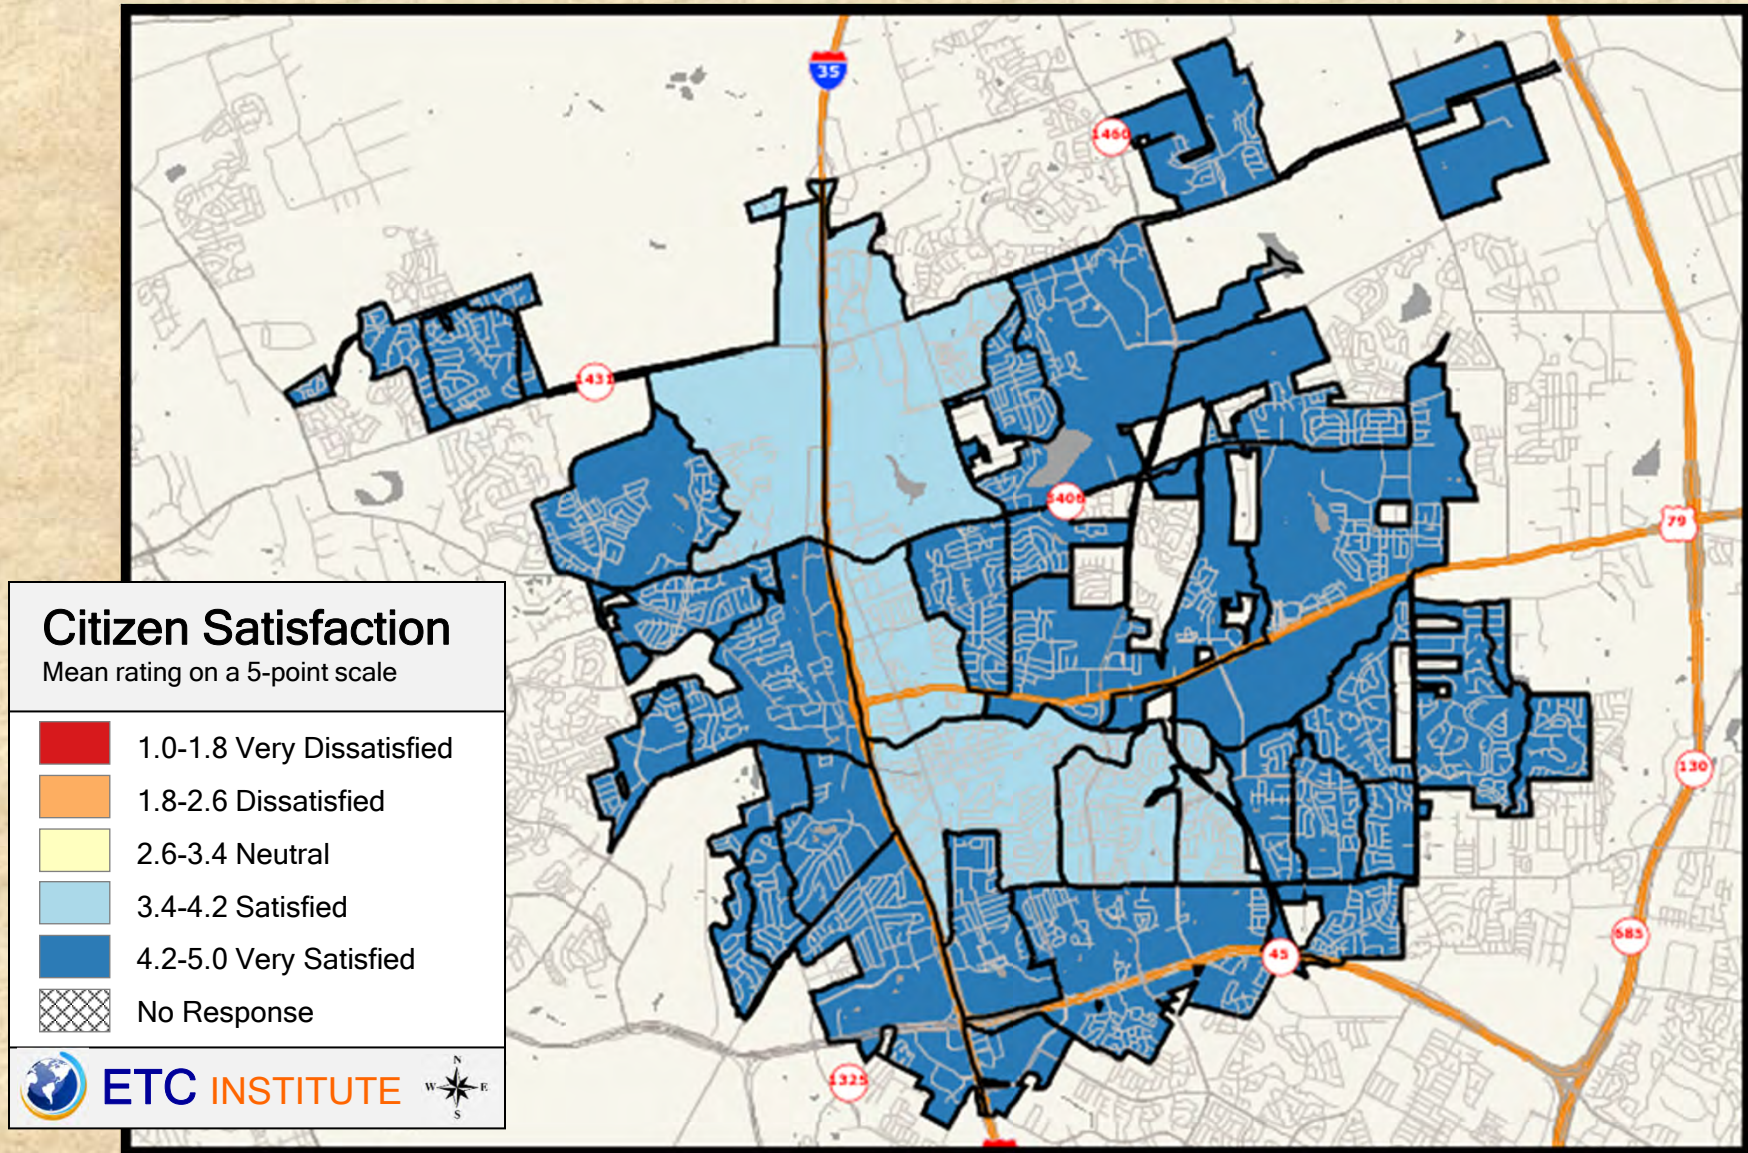 35
1460
1431
3406
79
130
685
45
1325
Citizen Satisfaction
Mean rating on a 5-point scale
1.0-1.8 Very Dissatisfied
1.8-2.6 Dissatisfied
2.6-3.4 Neutral
3.4-4.2 Satisfied
4.2-5.0 Very Satisfied
No Response
ETC INSTITUTE
N
W E
S